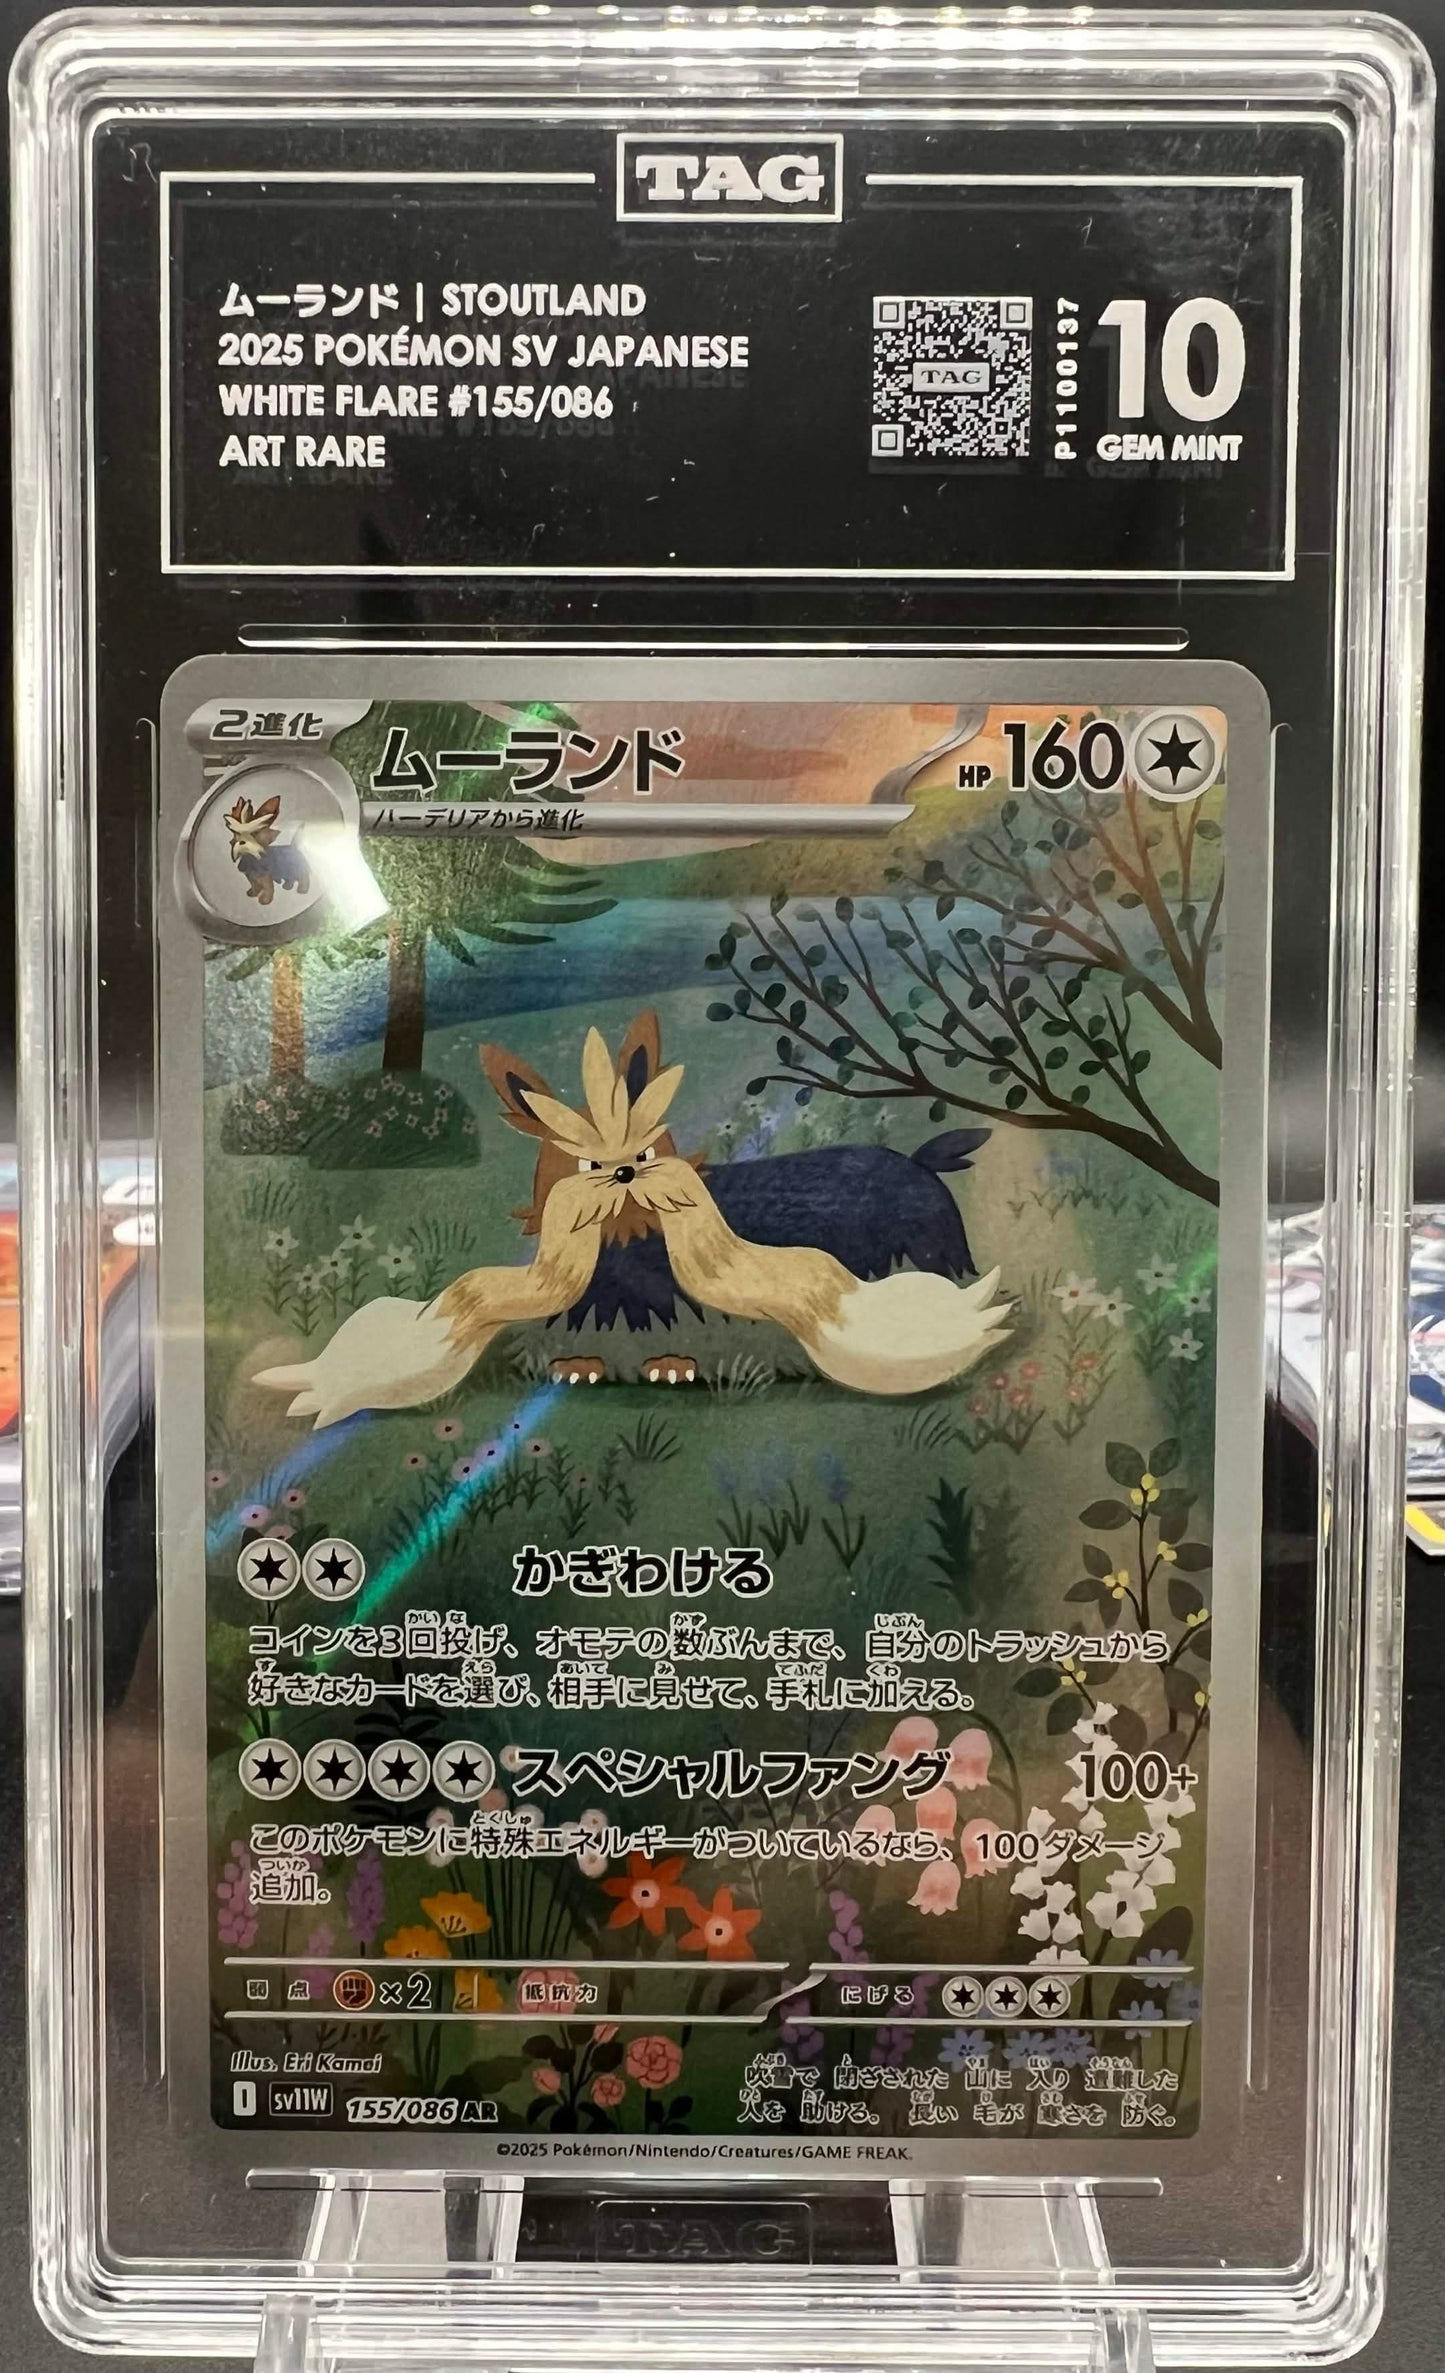 TAG
ムーランド | STOUTLAND
2025 POKÉMON SV JAPANESE
WHITE FLARE #155/086
ART RARE
TAG
P1100137
10
GEM MINT
2進化
ムーランド
HP 160
ハーデリアから進化
かぎわける
コインを3回投げ、オモテの数ぶんまで、自分のトラッシュから
好きなカードを選び、相手に見せて、手札に加える。
スペシャルファング 100+
このポケモンに特殊エネルギーがついているなら、100ダメージ
追加。
弱点 ×2 抵抗力 にげる
Illus. Eri Kamei
I sv11W 155/086 AR
吹雪で 閉ざされた 山に 入り 遭難した
人を 助ける。 長い 毛が 寒さを 防ぐ。
©2025 Pokémon/Nintendo/Creatures/GAME FREAK.
TAG